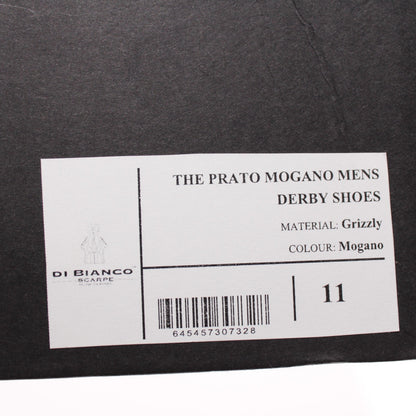 THE PRATO MOGANO MENS
DERBY SHOES
MATERIAL: Grizzly
COLOUR: Mogano
DI BIANCO
SCARPE
11
645457307328